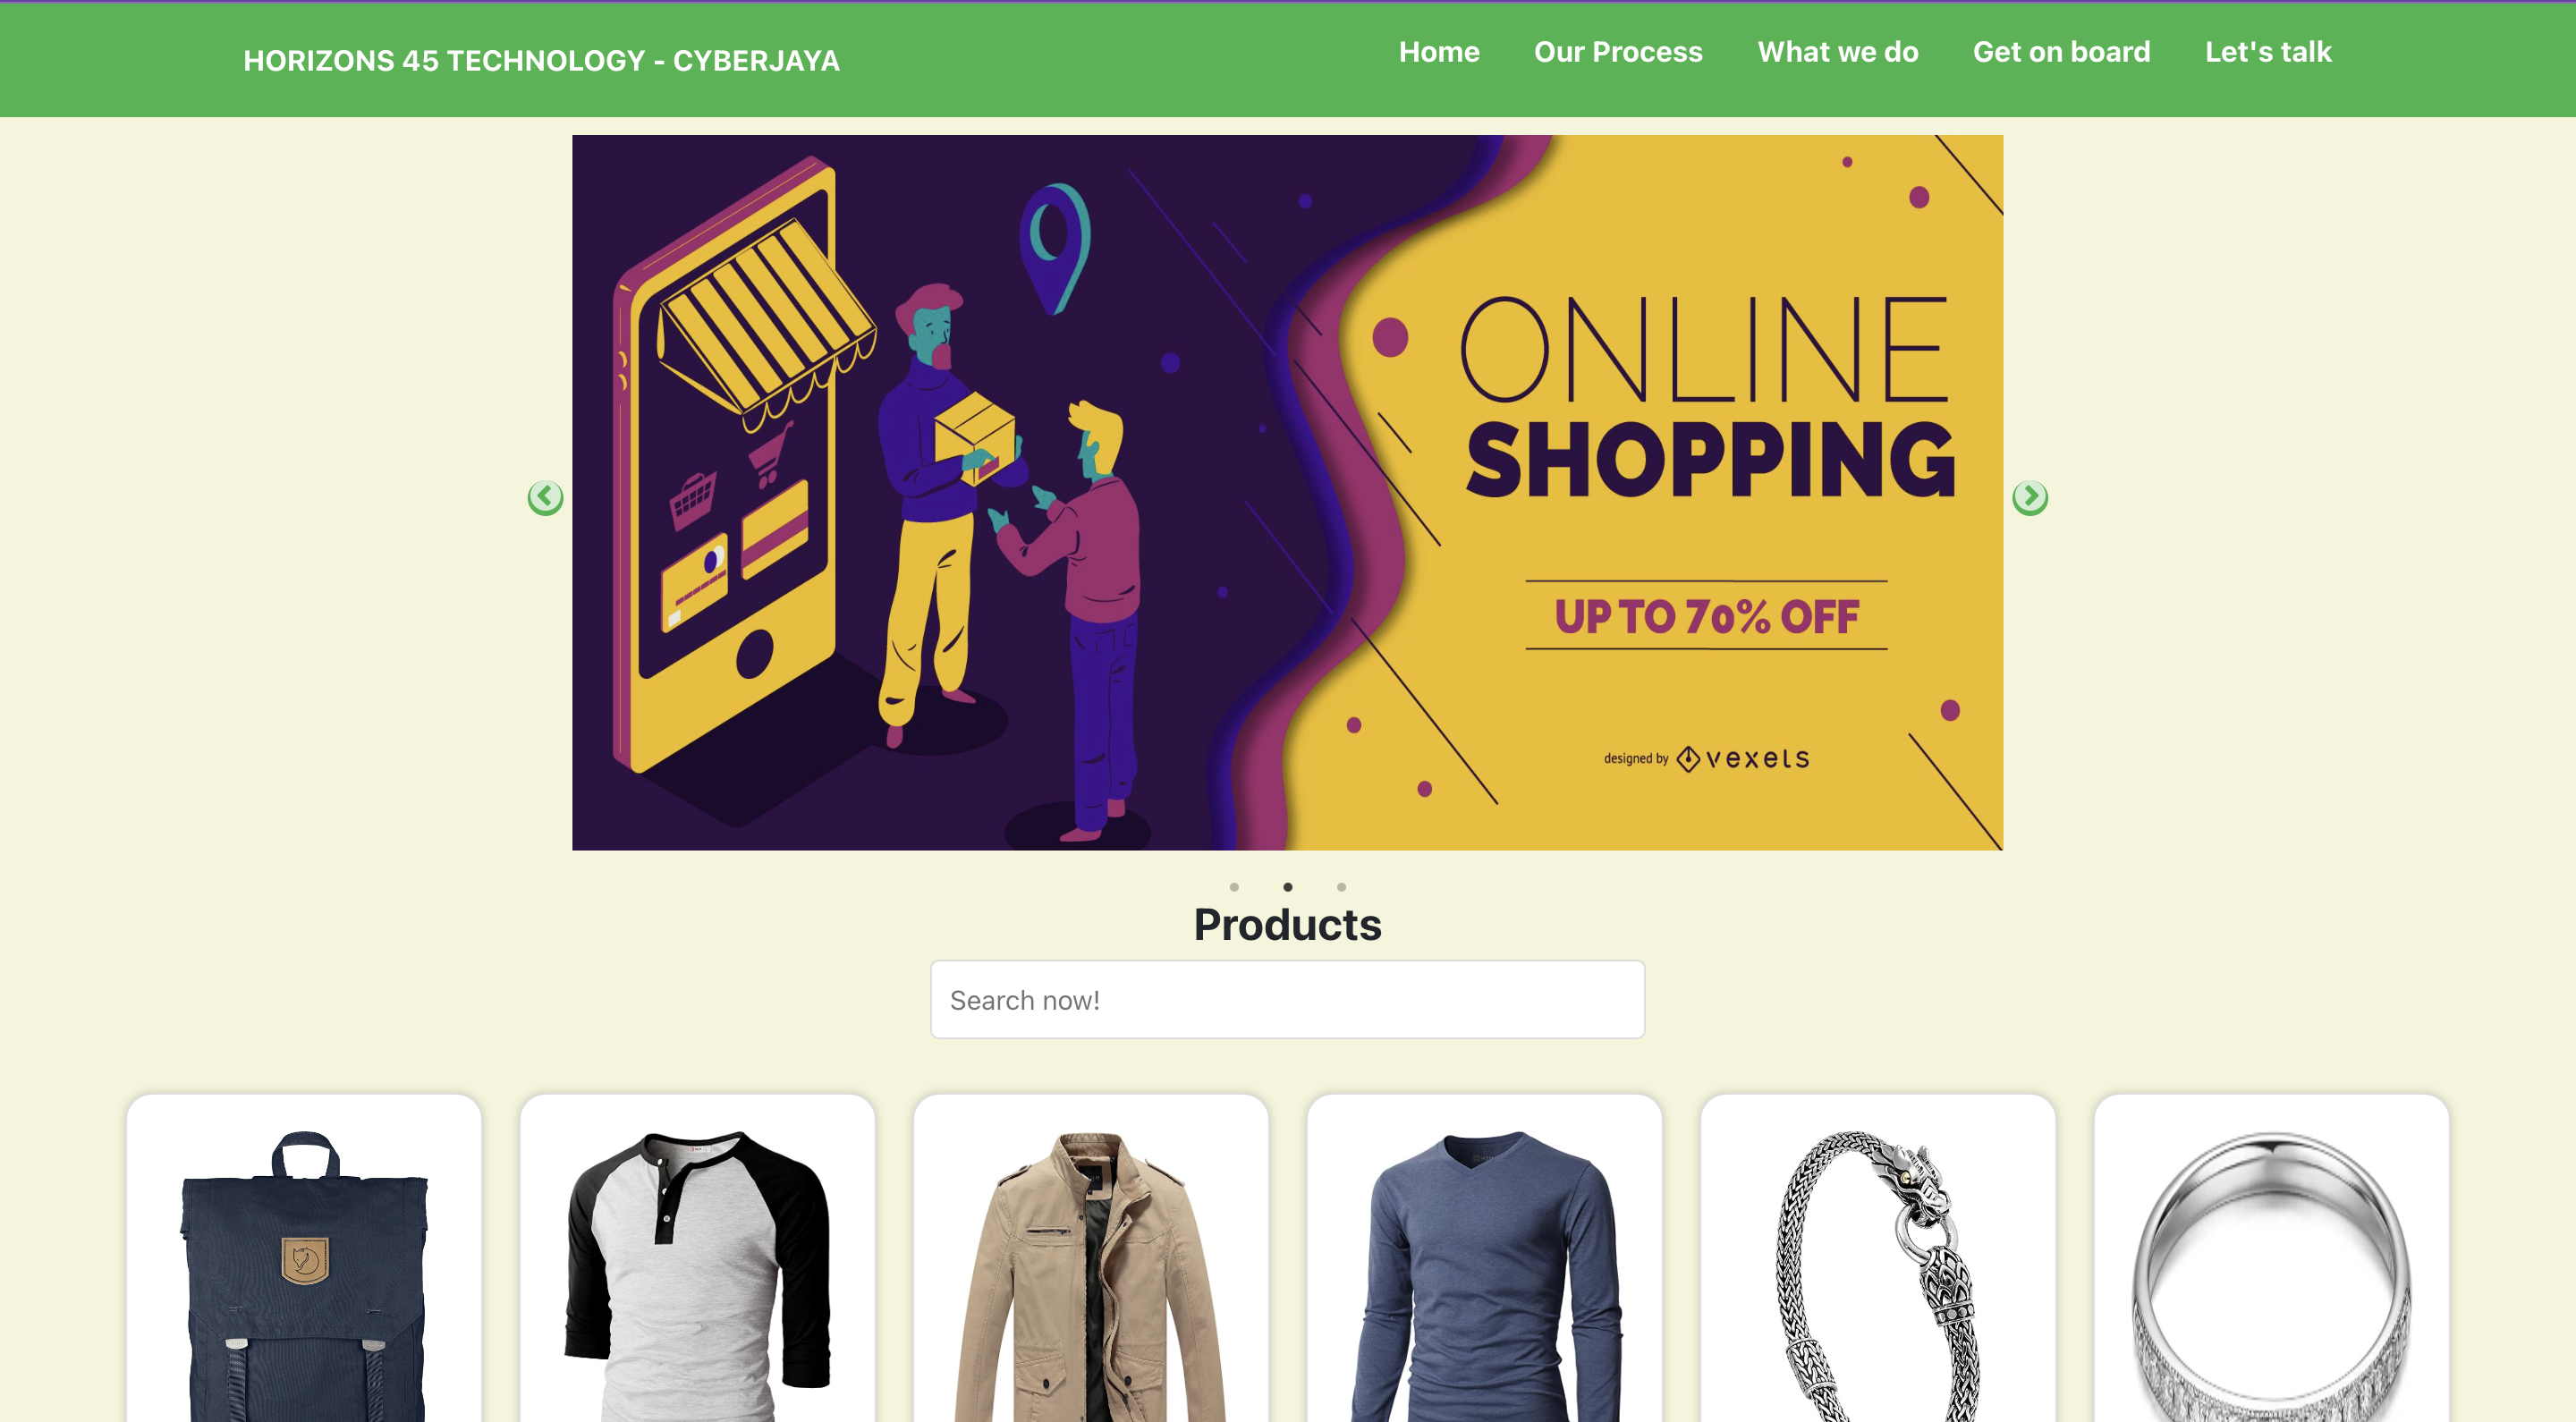 HORIZONS 45 TECHNOLOGY - CYBERJAYA
Home Our Process What we do Get on board Let's talk
ONLINE
SHOPPING
UP TO 70% OFF
designed by vexels
Products
Search now!